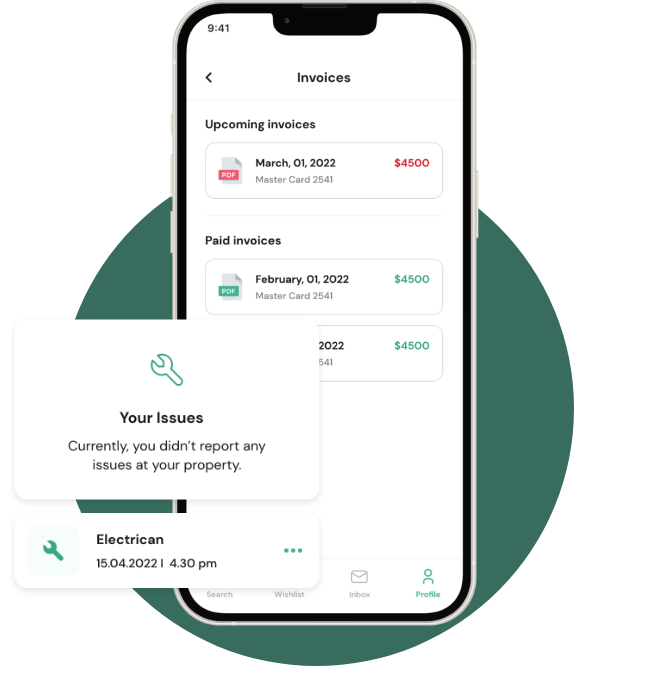 9:41
Invoices
Upcoming invoices
PDF
March, 01, 2022
$4500
Master Card 2541
Paid invoices
PDF
February, 01, 2022
$4500
Master Card 2541
2022
$4500
541
Your Issues
Currently, you didn’t report any
issues at your property.
Electrican
15.04.2022 I 4.30 pm
Search
Wishlist
Inbox
Profile